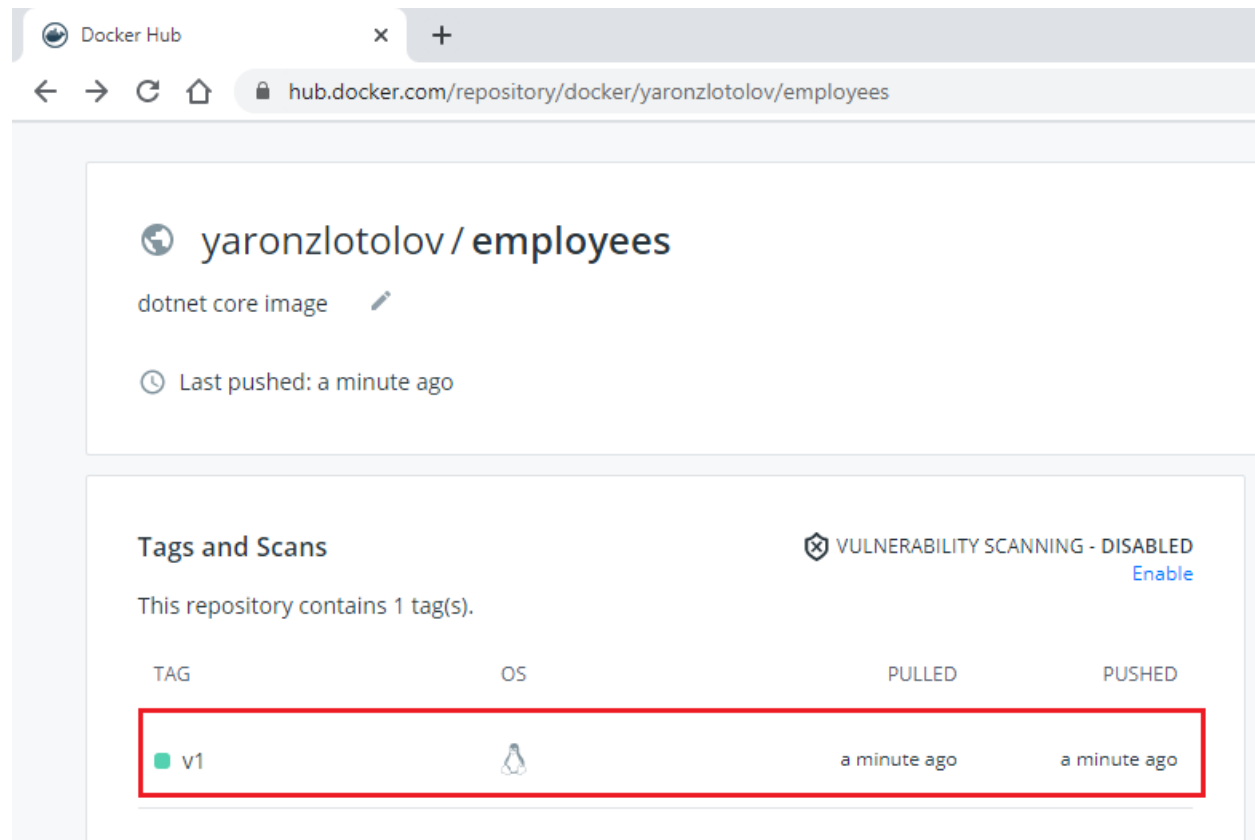 Docker Hub
hub.docker.com/repository/docker/yaronzlotolov/employees
yaronzlotolov / employees
dotnet core image
Last pushed: a minute ago
Tags and Scans
VULNERABILITY SCANNING - DISABLED
Enable
This repository contains 1 tag(s).
TAG OS PULLED PUSHED
v1 a minute ago a minute ago